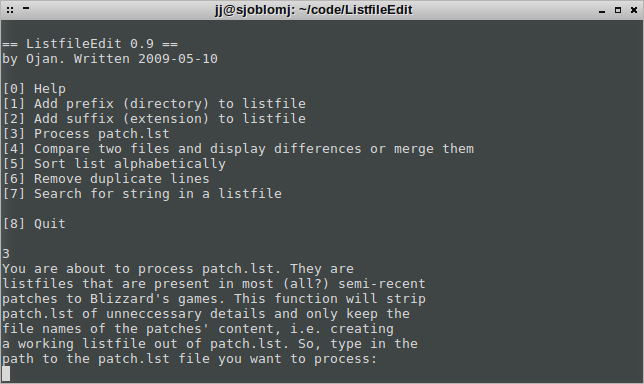 jj@sjoblomj: ~/code/ListfileEdit
== ListfileEdit 0.9 ==
by Ojan. Written 2009-05-10
[0] Help
[1] Add prefix (directory) to listfile
[2] Add suffix (extension) to listfile
[3] Process patch.lst
[4] Compare two files and display differences or merge them
[5] Sort list alphabetically
[6] Remove duplicate lines
[7] Search for string in a listfile
[8] Quit
3
You are about to process patch.lst. They are
listfiles that are present in most (all?) semi-recent
patches to Blizzard's games. This function will strip
patch.lst of unneccessary details and only keep the
file names of the patches' content, i.e. creating
a working listfile out of patch.lst. So, type in the
path to the patch.lst file you want to process: